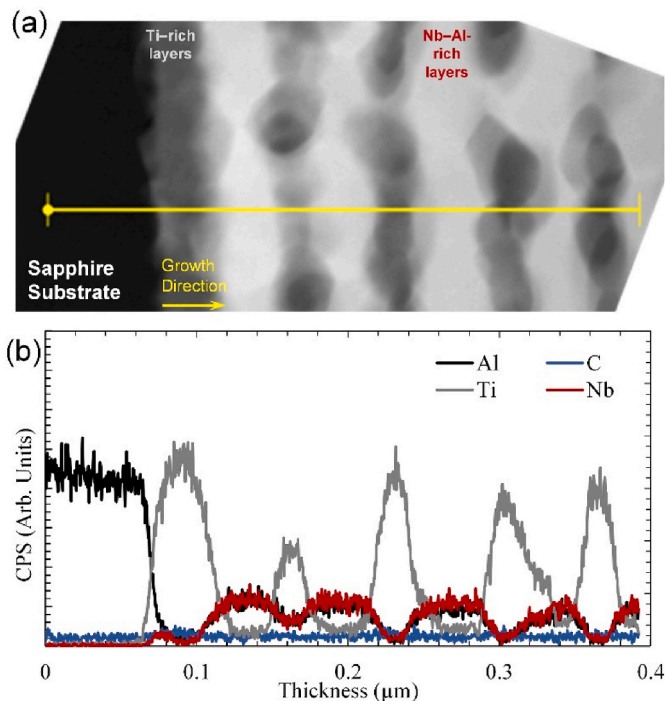 (a)
Ti–rich
layers
Nb–Al-
rich
layers
Sapphire
Substrate
Growth
Direction
(b)
Al
C
Ti
Nb
CPS (Arb. Units)
0
0.1
0.2
0.3
0.4
Thickness (µm)